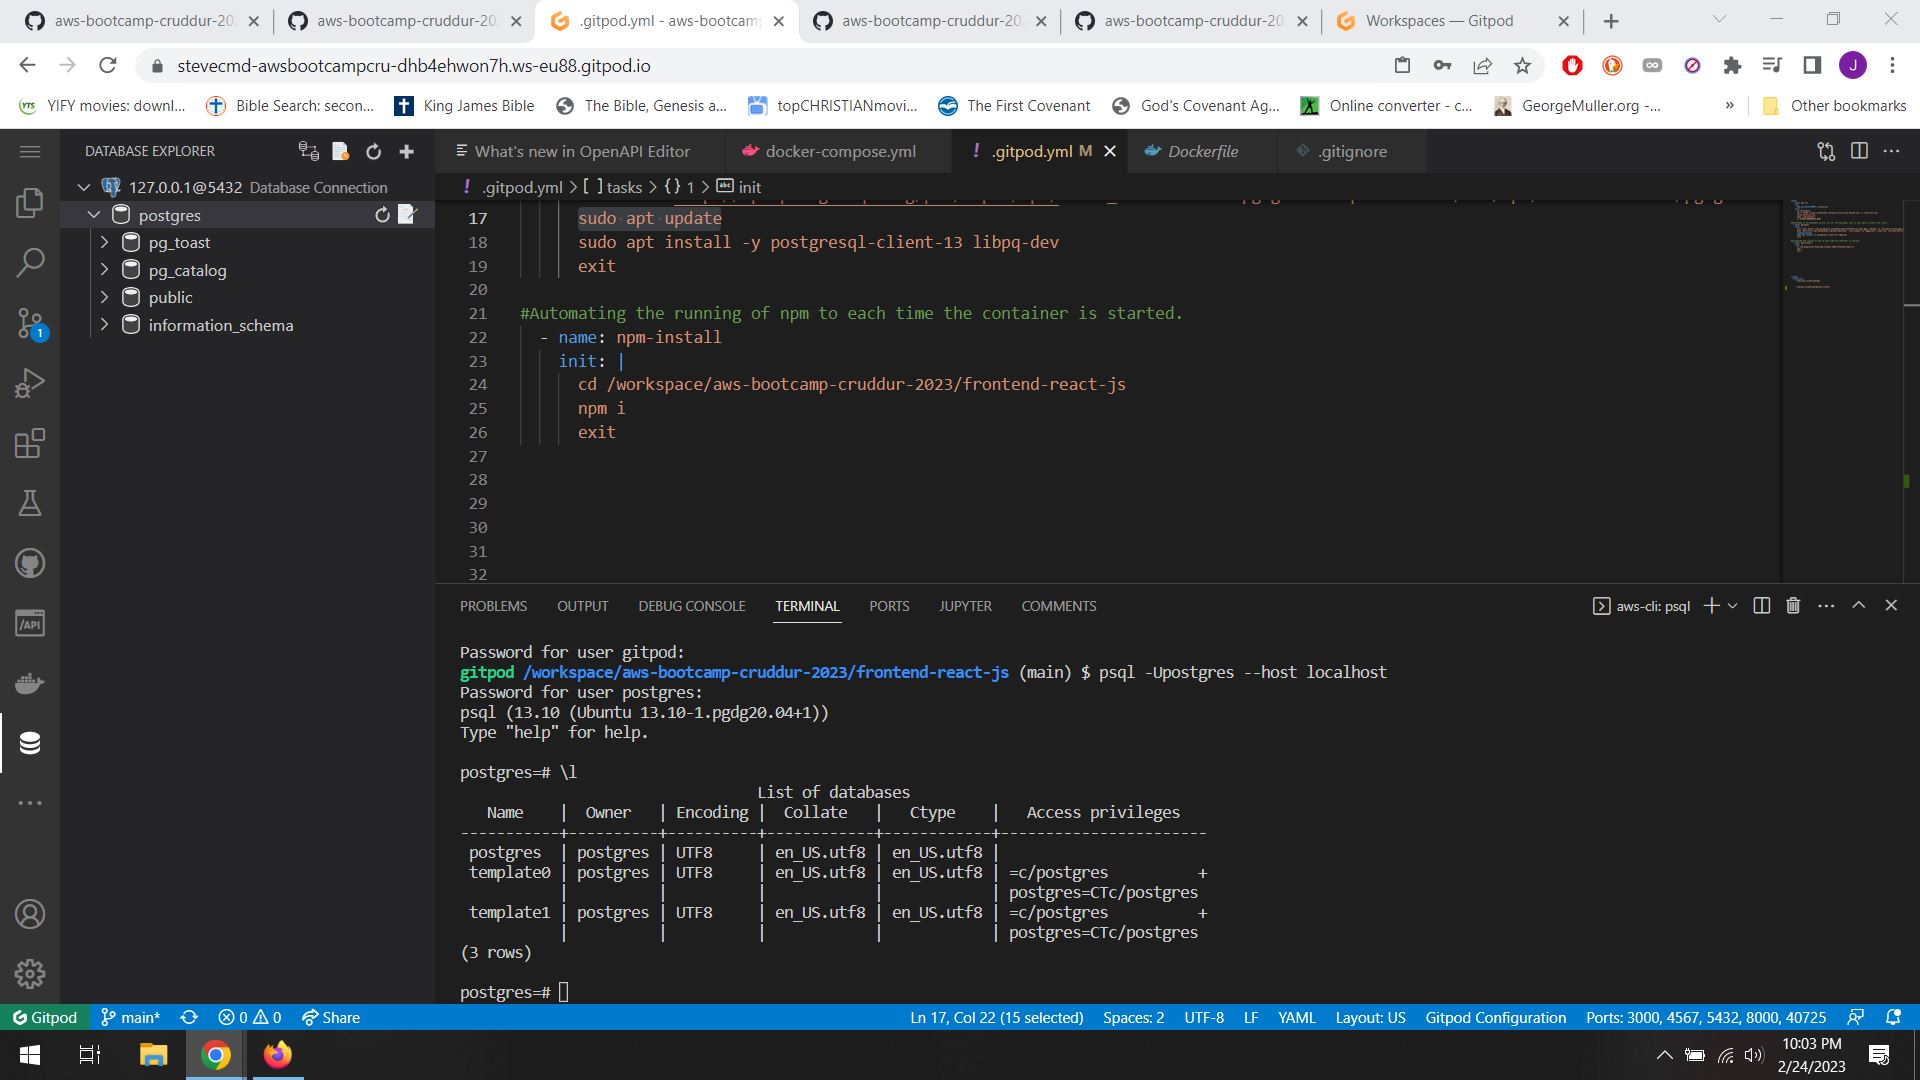 aws-bootcamp-cruddur-202
aws-bootcamp-cruddur-202
.gitpod.yml - aws-bootcamp
aws-bootcamp-cruddur-202
aws-bootcamp-cruddur-202
Workspaces — Gitpod
stevecmd-awsbootcampcru-dhb4ehwon7h.ws-eu88.gitpod.io
J
YTS
YIFY movies: downl...
Bible Search: secon...
King James Bible
The Bible, Genesis a...
topCHRISTIANmovi...
The First Covenant
God's Covenant Ag...
Online converter - c...
GeorgeMuller.org -...
»
Other bookmarks
DATABASE EXPLORER
What's new in OpenAPI Editor
docker-compose.yml
! .gitpod.yml M
Dockerfile
.gitignore
127.0.0.1@5432 Database Connection
! .gitpod.yml > [ ] tasks > { } 1 > abc init
postgres
pg_toast
pg_catalog
public
information_schema
17 sudo apt update
18 sudo apt install -y postgresql-client-13 libpq-dev
19 exit
20
21 #Automating the running of npm to each time the container is started.
22 - name: npm-install
23 init: |
24 cd /workspace/aws-bootcamp-cruddur-2023/frontend-react-js
25 npm i
26 exit
27
28
29
30
31
32
1
/API
PROBLEMS
OUTPUT
DEBUG CONSOLE
TERMINAL
PORTS
JUPYTER
COMMENTS
aws-cli: psql
Password for user gitpod:
gitpod /workspace/aws-bootcamp-cruddur-2023/frontend-react-js (main) $ psql -Upostgres --host localhost
Password for user postgres:
psql (13.10 (Ubuntu 13.10-1.pgdg20.04+1))
Type "help" for help.
postgres=# \l
List of databases
Name | Owner | Encoding | Collate | Ctype | Access privileges
-----------+----------+----------+------------+------------+-----------------------
postgres | postgres | UTF8 | en_US.utf8 | en_US.utf8 |
template0 | postgres | UTF8 | en_US.utf8 | en_US.utf8 | =c/postgres +
| | | | | postgres=CTc/postgres
template1 | postgres | UTF8 | en_US.utf8 | en_US.utf8 | =c/postgres +
| | | | | postgres=CTc/postgres
(3 rows)
postgres=#
Gitpod
main*
0
0
Share
Ln 17, Col 22 (15 selected)
Spaces: 2
UTF-8
LF
YAML
Layout: US
Gitpod Configuration
Ports: 3000, 4567, 5432, 8000, 40725
10:03 PM
2/24/2023